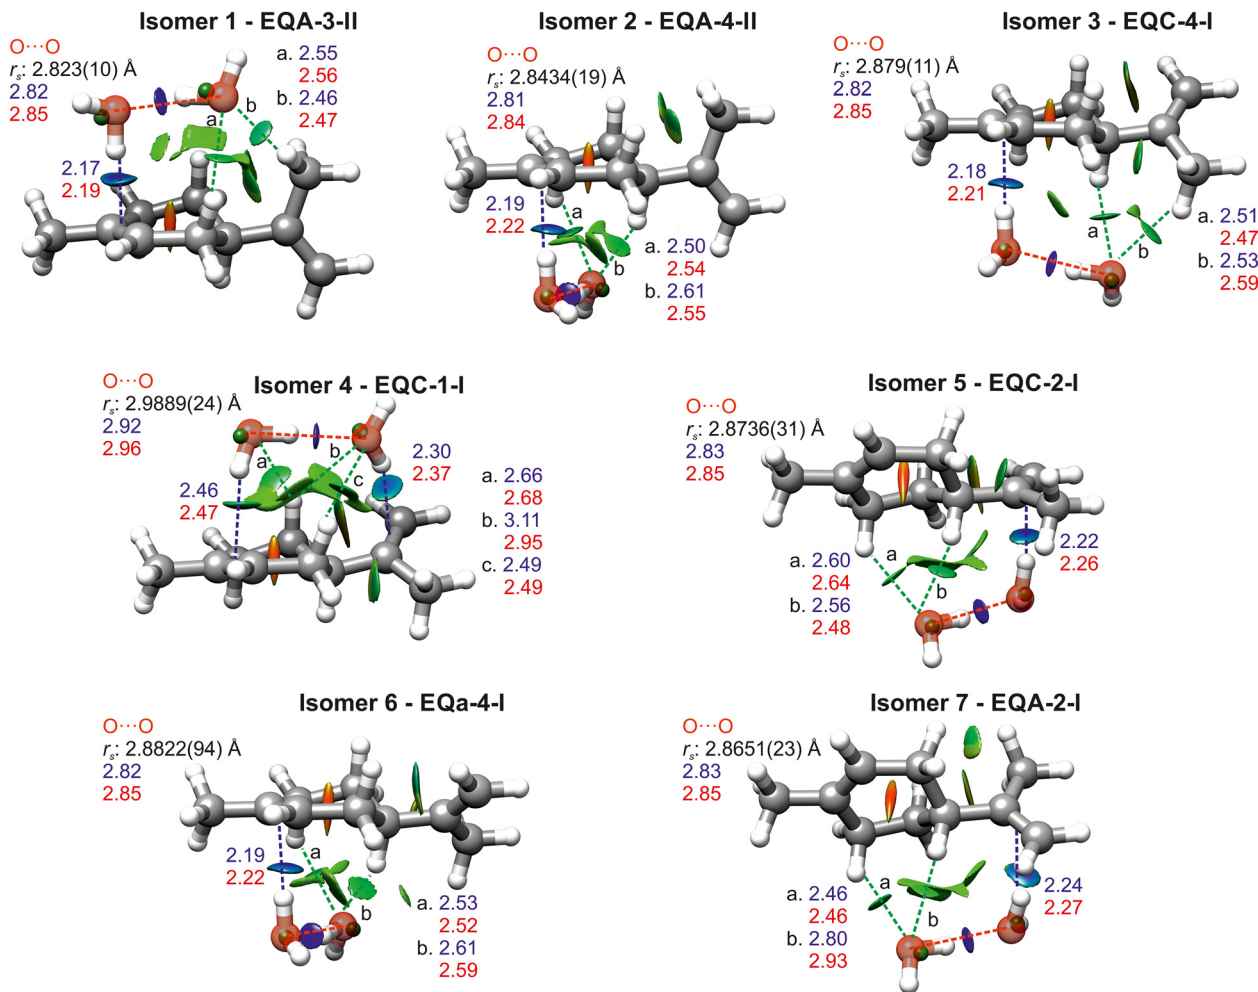 Isomer 1 - EQA-3-II
O···O
rs: 2.823(10) Å
2.82
2.85
a. 2.55
2.56
b. 2.46
2.47
b
a
2.17
2.19
Isomer 2 - EQA-4-II
O···O
rs: 2.8434(19) Å
2.81
2.84
2.19
2.22
a
b
a. 2.50
2.54
b. 2.61
2.55
Isomer 3 - EQC-4-I
O···O
rs: 2.879(11) Å
2.82
2.85
2.18
2.21
a
b
a. 2.51
2.47
b. 2.53
2.59
Isomer 4 - EQC-1-I
O···O
rs: 2.9889(24) Å
2.92
2.96
a
b
c
2.30
2.37
2.46
2.47
a. 2.66
2.68
b. 3.11
2.95
c. 2.49
2.49
Isomer 5 - EQC-2-I
O···O
rs: 2.8736(31) Å
2.83
2.85
a
b
2.22
2.26
a. 2.60
2.64
b. 2.56
2.48
Isomer 6 - EQa-4-I
O···O
rs: 2.8822(94) Å
2.82
2.85
2.19
2.22
a
b
a. 2.53
2.52
b. 2.61
2.59
Isomer 7 - EQA-2-I
O···O
rs: 2.8651(23) Å
2.83
2.85
a
b
2.24
2.27
a. 2.46
2.46
b. 2.80
2.93